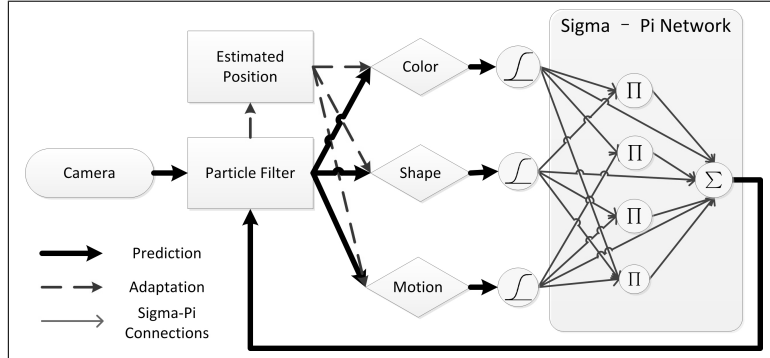 Sigma - Pi Network
Estimated
Position
Color
Π
Π
Camera
Particle Filter
Shape
Σ
Π
Prediction
Adaptation
Motion
Π
Sigma-Pi
Connections